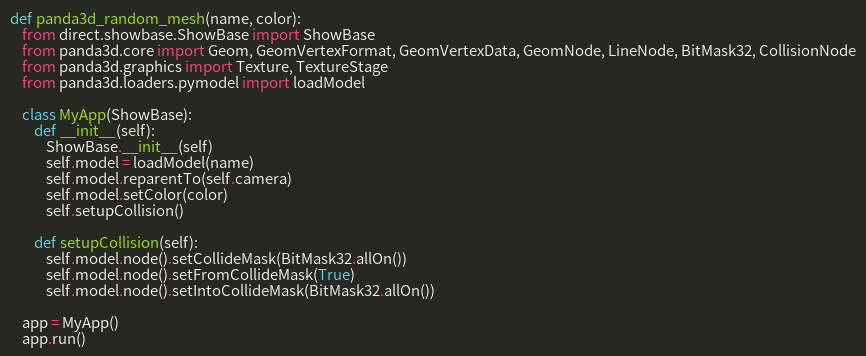 def panda3d_random_mesh(name, color):
    from direct.showbase.ShowBase import ShowBase
    from panda3d.core import Geom, GeomVertexFormat, GeomVertexData, GeomNode, LineNode, BitMask32, CollisionNode
    from panda3d.graphics import Texture, TextureStage
    from panda3d.loaders.pymodel import loadModel

    class MyApp(ShowBase):
        def __init__(self):
            ShowBase.__init__(self)
            self.model = loadModel(name)
            self.model.reparentTo(self.camera)
            self.model.setColor(color)
            self.setupCollision()

        def setupCollision(self):
            self.model.node().setCollideMask(BitMask32.allOn())
            self.model.node().setFromCollideMask(True)
            self.model.node().setIntoCollideMask(BitMask32.allOn())

    app = MyApp()
    app.run()